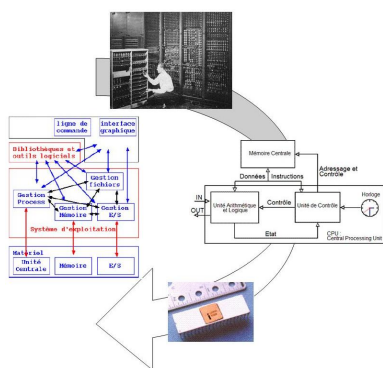 ligne de
commande
interface
graphique
Bibliothèques et
outils logiciels
Gestion
fichiers
Gestion
Process
Gestion
Mémoire
Gestion
E/S
Système d'exploitation
Matériel
Unité
Centrale
Mémoire
E/S
Mémoire Centrale
Adressage et
Contrôle
Données
Instructions
Horloge
IN
OUT
Unité Arithmétique
et Logique
Contrôle
Unité de Contrôle
Etat
CPU :
Central Processing Unit